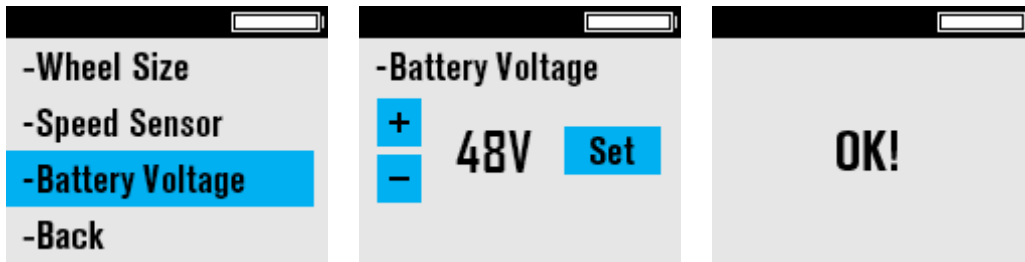 -Wheel Size
-Speed Sensor
-Battery Voltage
-Back
-Battery Voltage
+
48V Set
-
OK!